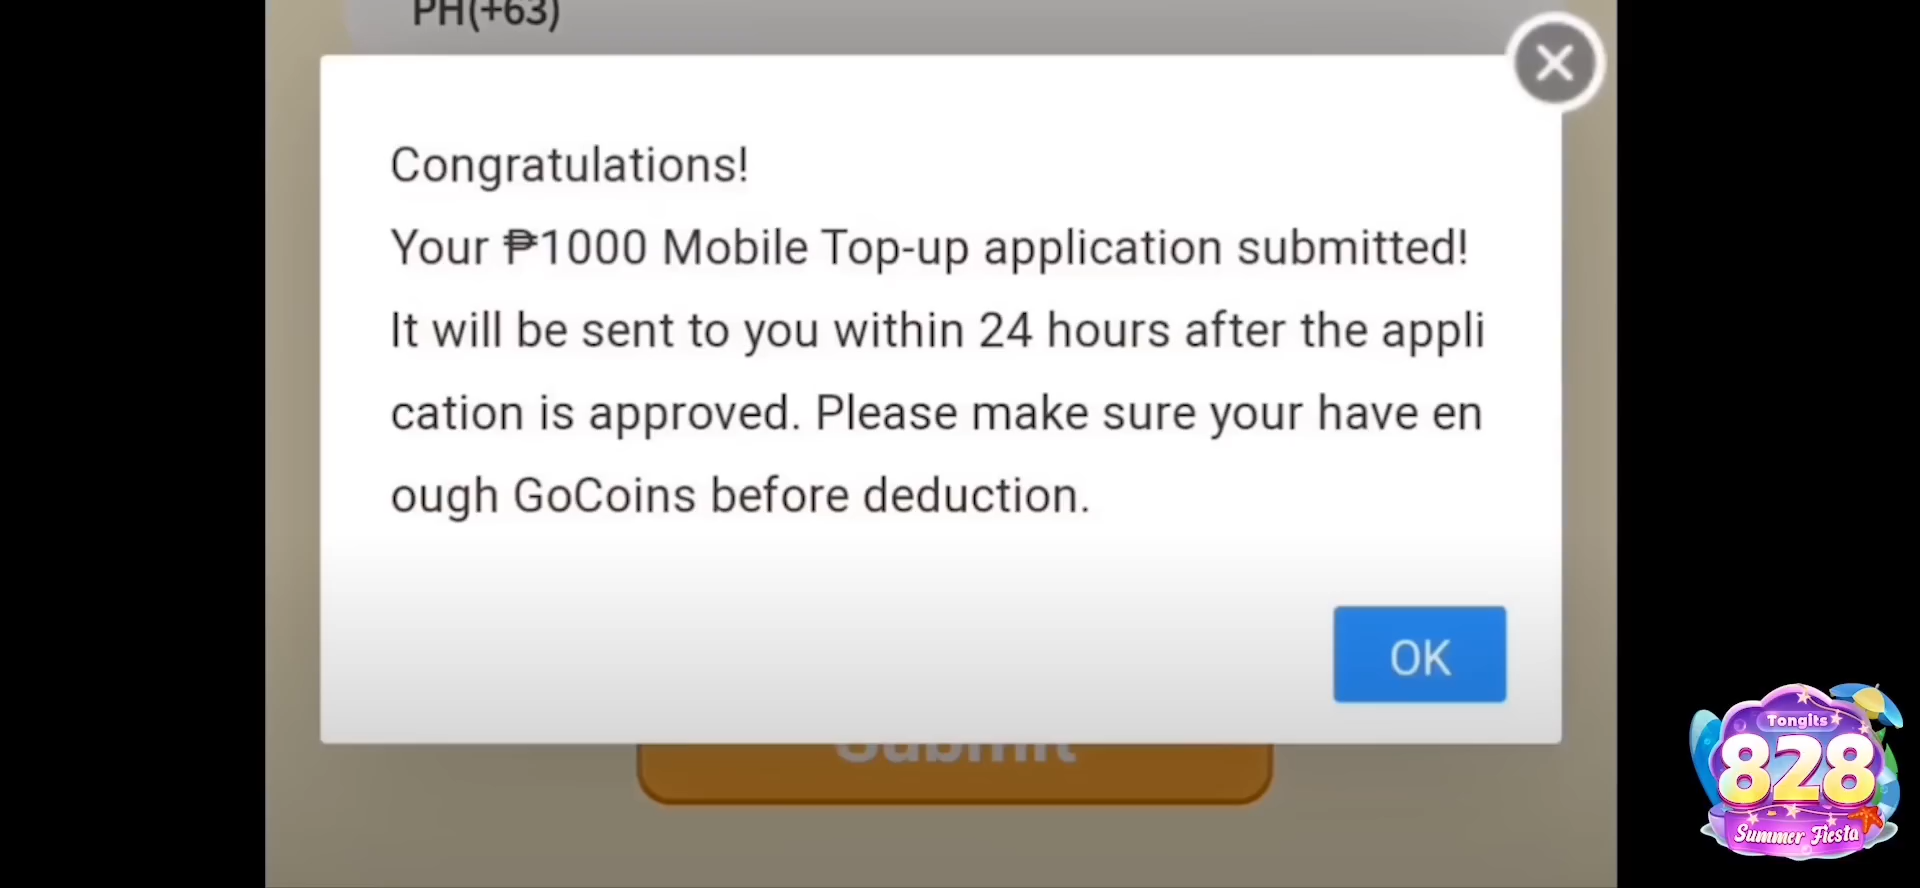 PH(+63)
Congratulations!
Your ₱1000 Mobile Top-up application submitted!
It will be sent to you within 24 hours after the appli
cation is approved. Please make sure your have en
ough GoCoins before deduction.
OK
Submit
Tongits
828
Summer Fiesta